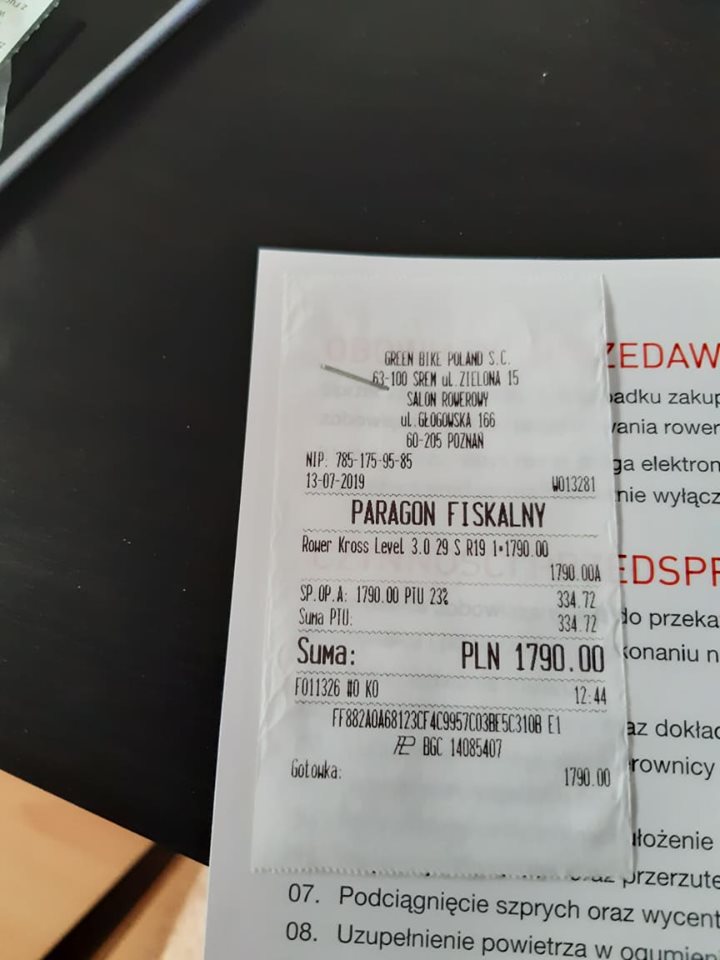 GREEN BIKE POLAND S.C.
63-100 SREM ul.ZIELONA 15
SALON ROWEROWY
ul.GŁOGOWSKA 166
60-205 POZNAŃ
NIP: 785-175-95-85
13-07-2019 W013281
PARAGON FISKALNY
Rower Kross Level 3.0 29 S R19 1*1790.00
1790.00A
SP.OP.A: 1790.00 PTU 23% 334.72
Suma PTU: 334.72
Suma: PLN 1790.00
F011326 #0 KO 12:44
FF882A0A68123CF4C9957C03BE5C310B E1
BGC 14085407
Gotówka: 1790.00
ZEDAW
adku zakup
ania rower
ga elektron
nie wyłącz
EDSPR
do przeka
konaniu n
az dokład
rownicy
łożenie
oraz przerzute
07. Podciągnięcie szprych oraz wycent
08. Uzupełnienie powietrza w ogumien